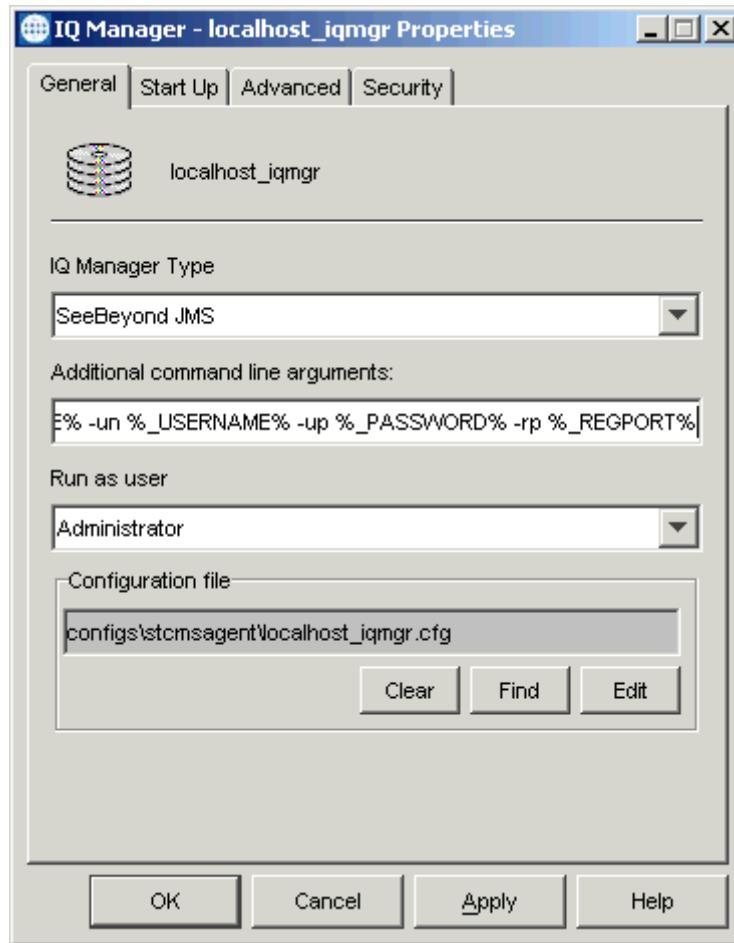 IQ Manager - localhost_iqmgr Properties
General Start Up Advanced Security
localhost_iqmgr
IQ Manager Type
SeeBeyond JMS
Additional command line arguments:
E% -un %_USERNAME% -up %_PASSWORD% -rp %_REGPORT%
Run as user
Administrator
Configuration file
configs\stcmsagent\localhost_iqmgr.cfg
Clear Find Edit
OK Cancel Apply Help